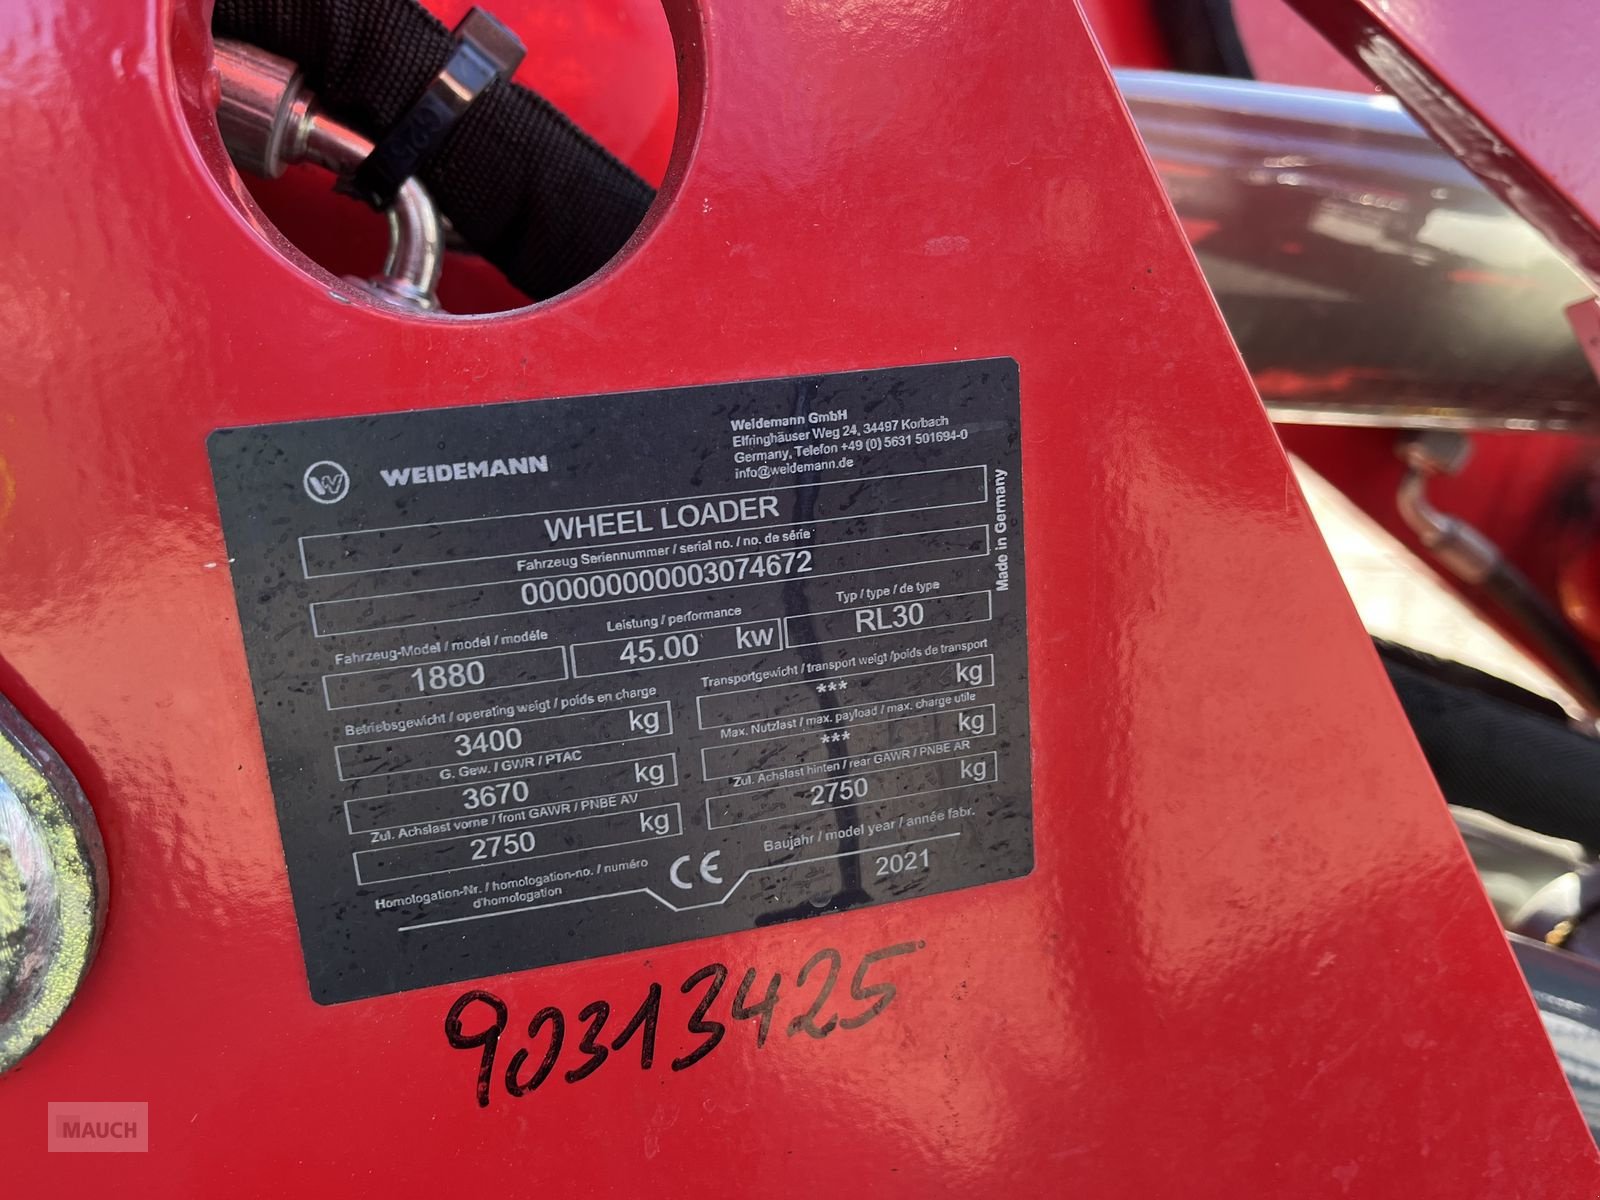 Weidemann GmbH
Elfringhäuser Weg 24, 34497 Korbach
Germany, Telefon +49 (0) 5631 501694-0
info@weidemann.de
W WEIDEMANN
Made in Germany
WHEEL LOADER
Fahrzeug Seriennummer / serial no. / no. de série
000000000003074672
Fahrzeug-Model / model / modéle
1880
Leistung / performance
45.00 kw
Typ / type / de type
RL30
Betriebsgewicht / operating weigt / poids en charge
3400 kg
Transportgewicht / transport weigt /poids de transport
*** kg
G. Gew. / GWR / PTAC
3670 kg
Max. Nutzlast / max. payload / max. charge utile
*** kg
Zul. Achslast vorne / front GAWR / PNBE AV
2750 kg
Zul. Achslast hinten / rear GAWR / PNBE AR
2750 kg
Homologation-Nr. / homologation-no. / numéro
d'homologation
CE
Baujahr / model year / année fabr.
2021
90313425
MAUCH